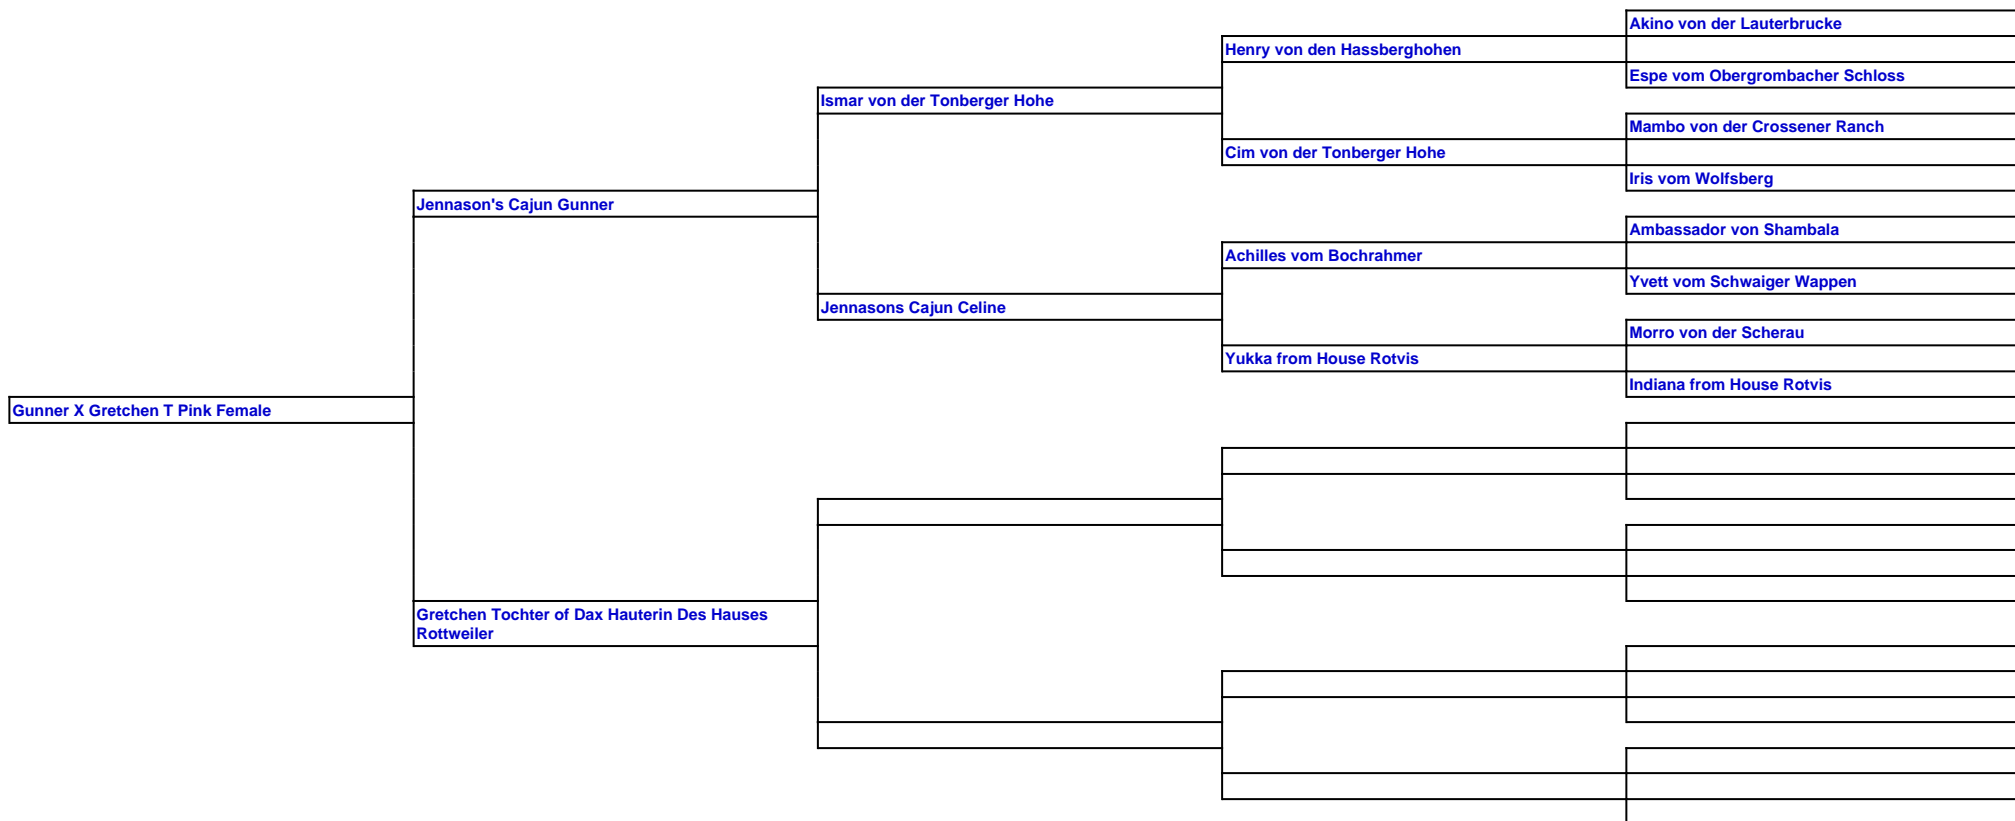 Akino von der Lauterbrucke
Henry von den Hassberghohen
Espe vom Obergrombacher Schloss
Ismar von der Tonberger Hohe
Mambo von der Crossener Ranch
Cim von der Tonberger Hohe
Iris vom Wolfsberg
Jennason's Cajun Gunner
Ambassador von Shambala
Achilles vom Bochrahmer
Yvett vom Schwaiger Wappen
Jennasons Cajun Celine
Morro von der Scherau
Yukka from House Rotvis
Indiana from House Rotvis
Gunner X Gretchen T Pink Female
Gretchen Tochter of Dax Hauterin Des Hauses
Rottweiler